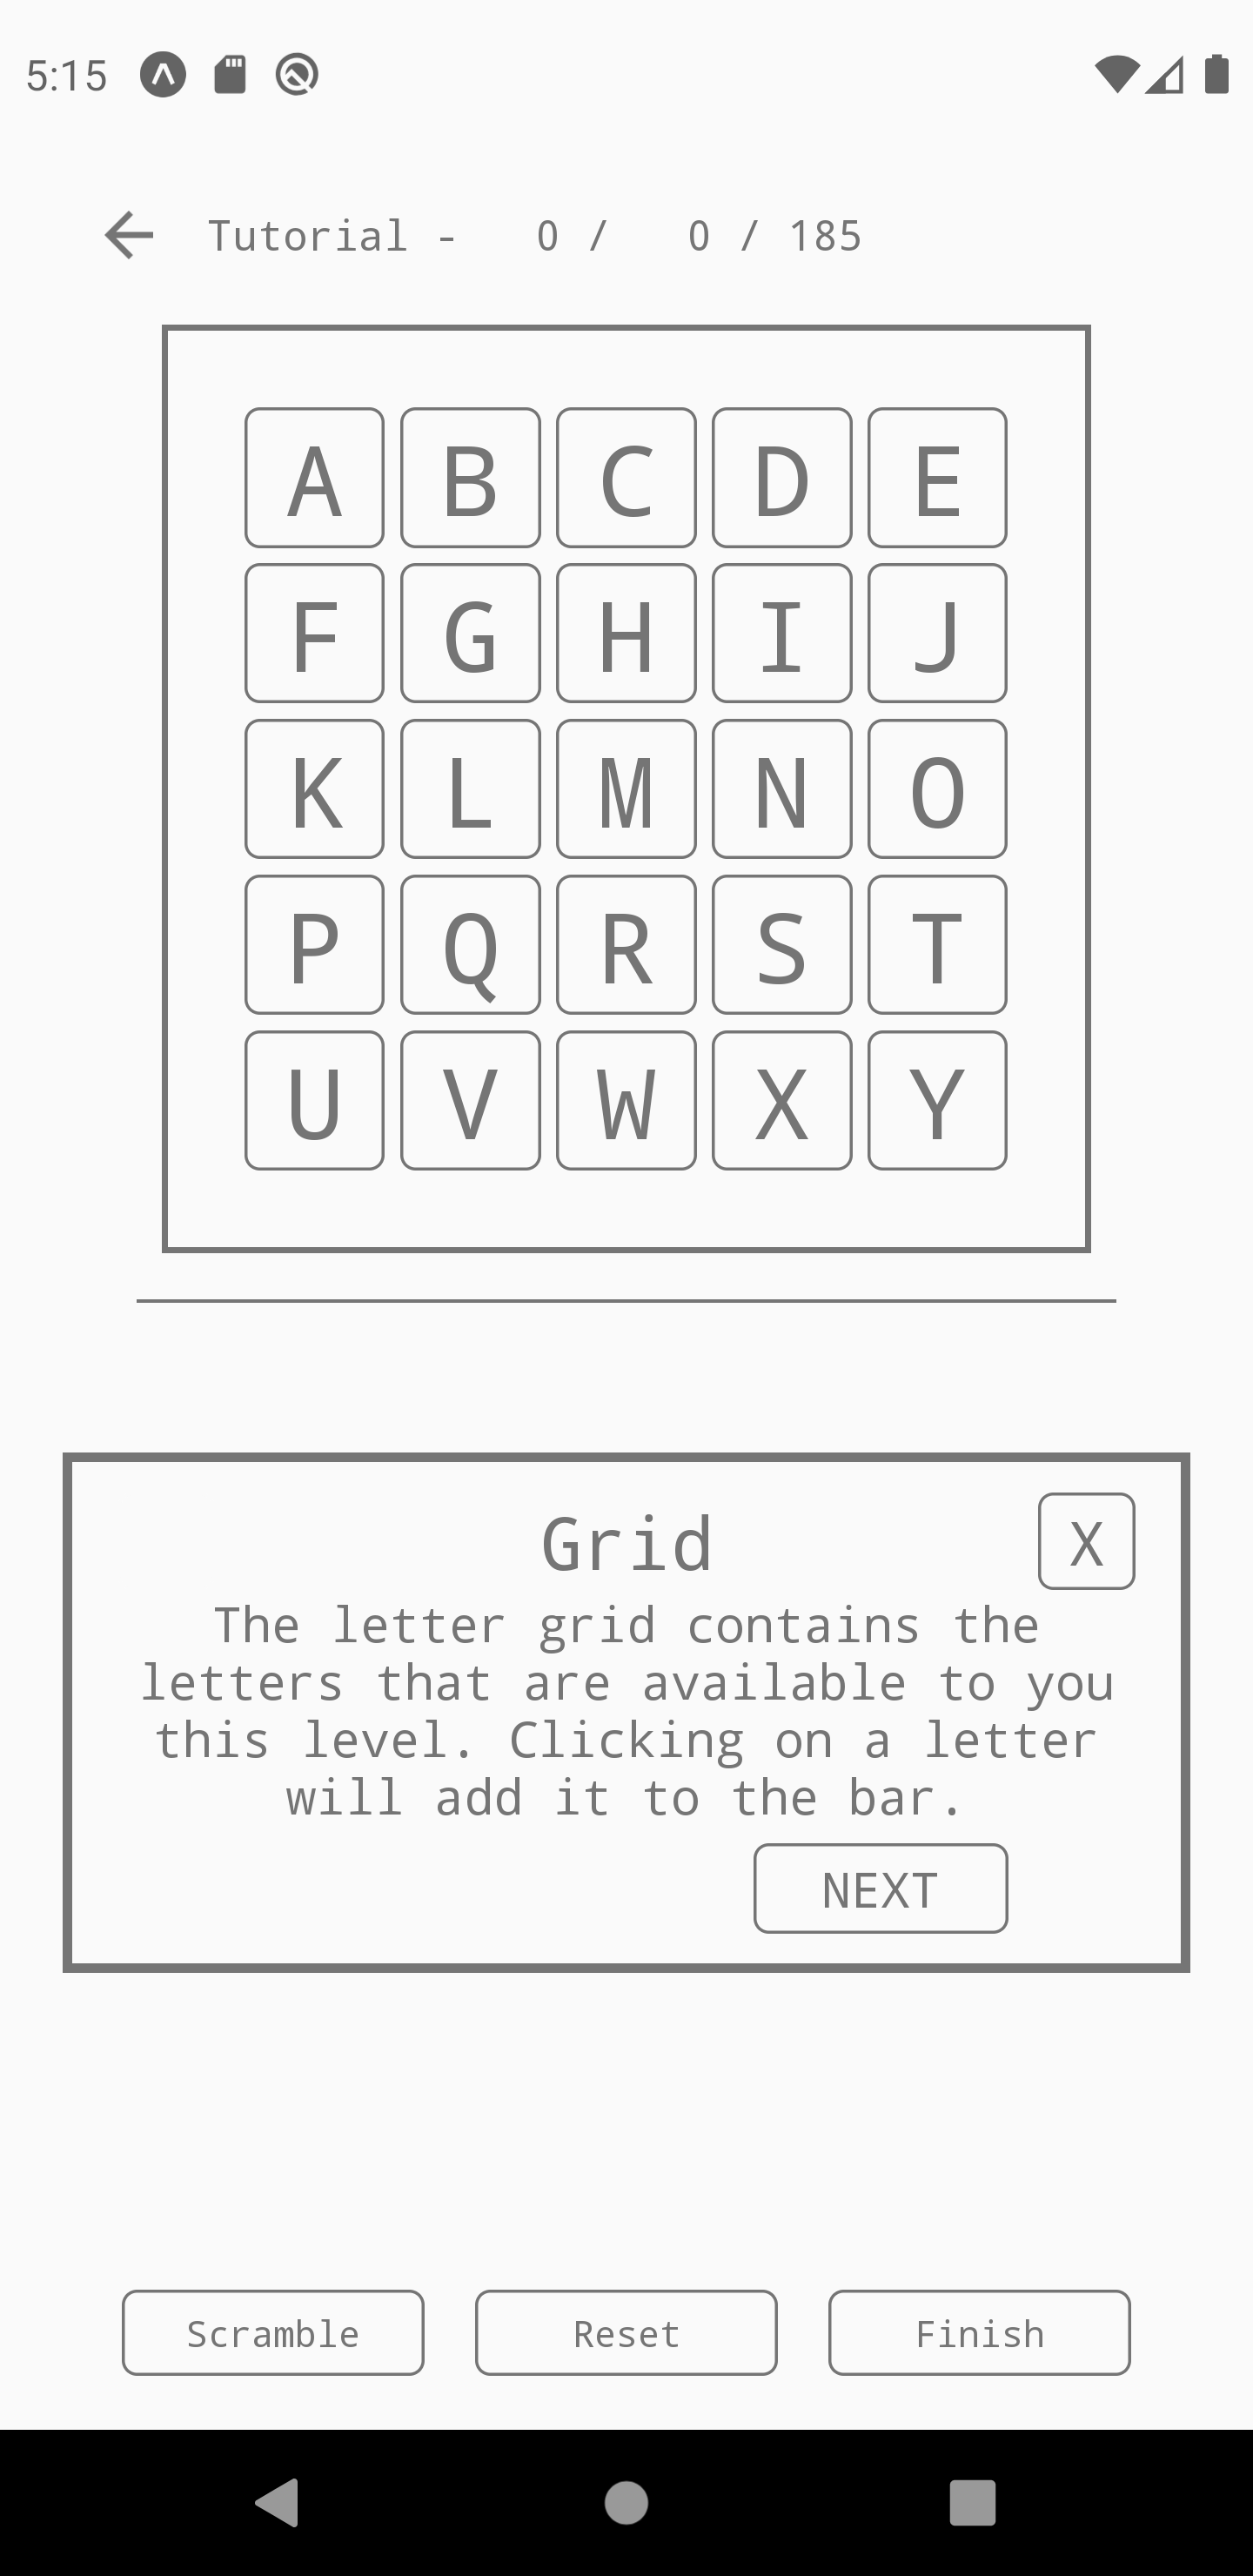 5:15
Tutorial -   0 /   0 / 185
A B C D E
F G H I J
K L M N O
P Q R S T
U V W X Y
Grid
X
The letter grid contains the
letters that are available to you
this level. Clicking on a letter
will add it to the bar.
NEXT
Scramble Reset Finish